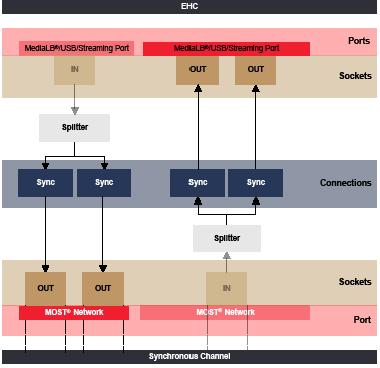 EHC
Ports
MediaLB®/USB/Streaming Port
MediaLB®/USB/Streaming Port
IN
OUT
OUT
Sockets
Splitter
Sync
Sync
Sync
Sync
Connections
Splitter
Sockets
OUT
OUT
IN
MOST® Network
MOST® Network
Port
Synchronous Channel